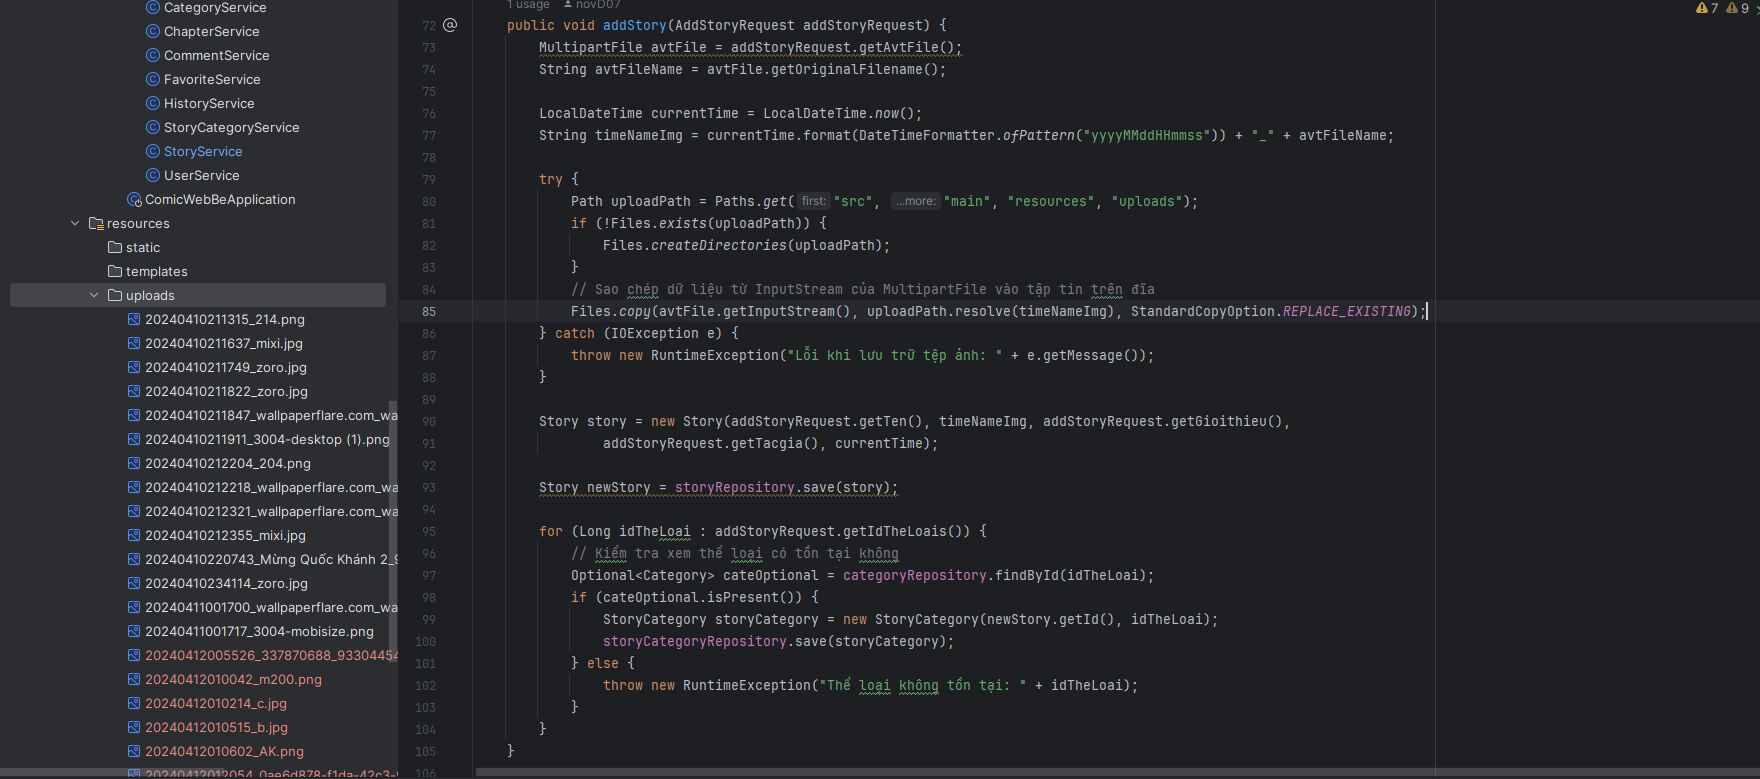 CategoryService
ChapterService
CommentService
FavoriteService
HistoryService
StoryCategoryService
StoryService
UserService
ComicWebBeApplication
resources
static
templates
uploads
20240410211315_214.png
20240410211637_mixi.jpg
20240410211749_zoro.jpg
20240410211822_zoro.jpg
20240410211847_wallpaperflare.com_wa
20240410211911_3004-desktop (1).png
20240410212204_204.png
20240410212218_wallpaperflare.com_wa
20240410212321_wallpaperflare.com_wa
20240410212355_mixi.jpg
20240410220743_Mừng Quốc Khánh 2_9
20240410234114_zoro.jpg
20240411001700_wallpaperflare.com_wa
20240411001717_3004-mobisize.png
20240412005526_337870688_93304454
20240412010042_m200.png
20240412010214_c.jpg
20240412010515_b.jpg
20240412010602_AK.png
20240412012054_0ae6d878-f1da-42c3-9
1 usage novD07
7 9
72 @ public void addStory(AddStoryRequest addStoryRequest) {
73 MultipartFile avtFile = addStoryRequest.getAvtFile();
74 String avtFileName = avtFile.getOriginalFilename();
75
76 LocalDateTime currentTime = LocalDateTime.now();
77 String timeNameImg = currentTime.format(DateTimeFormatter.ofPattern("yyyyMMddHHmmss")) + "_" + avtFileName;
78
79 try {
80 Path uploadPath = Paths.get( first: "src", ...more: "main", "resources", "uploads");
81 if (!Files.exists(uploadPath)) {
82 Files.createDirectories(uploadPath);
83 }
84 // Sao chép dữ liệu từ InputStream của MultipartFile vào tập tin trên đĩa
85 Files.copy(avtFile.getInputStream(), uploadPath.resolve(timeNameImg), StandardCopyOption.REPLACE_EXISTING);
86 } catch (IOException e) {
87 throw new RuntimeException("Lỗi khi lưu trữ tệp ảnh: " + e.getMessage());
88 }
89
90 Story story = new Story(addStoryRequest.getTen(), timeNameImg, addStoryRequest.getGioithieu(),
91 addStoryRequest.getTacgia(), currentTime);
92
93 Story newStory = storyRepository.save(story);
94
95 for (Long idTheLoai : addStoryRequest.getIdTheLoais()) {
96 // Kiểm tra xem thể loại có tồn tại không
97 Optional<Category> cateOptional = categoryRepository.findById(idTheLoai);
98 if (cateOptional.isPresent()) {
99 StoryCategory storyCategory = new StoryCategory(newStory.getId(), idTheLoai);
100 storyCategoryRepository.save(storyCategory);
101 } else {
102 throw new RuntimeException("Thể loại không tồn tại: " + idTheLoai);
103 }
104 }
105 }
106